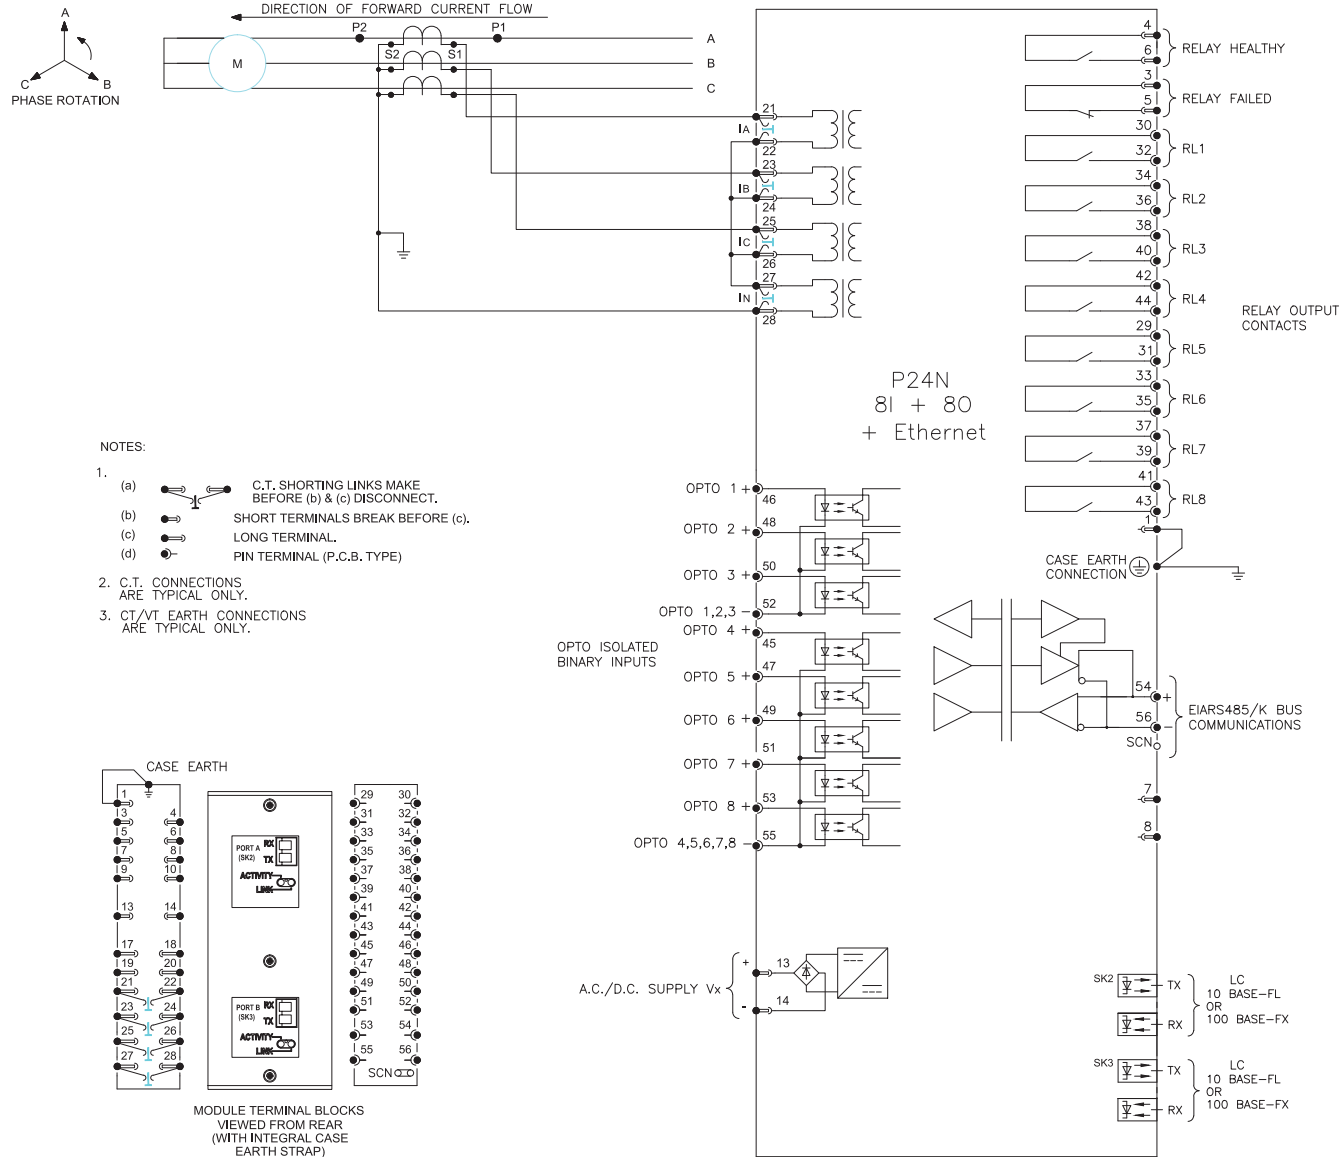 DIRECTION OF FORWARD CURRENT FLOW
A
C
B
PHASE ROTATION
P2
P1
S2
S1
M
A
B
C
21
IA
22
23
IB
24
25
IC
26
27
IN
28
4
6
RELAY HEALTHY
3
5
RELAY FAILED
30
32
RL1
34
36
RL2
38
40
RL3
42
44
RL4
29
31
RL5
33
35
RL6
37
39
RL7
41
43
RL8
RELAY OUTPUT
CONTACTS
P24N
8I + 8O
+ Ethernet
1
CASE EARTH
CONNECTION
NOTES:
1.
(a)
C.T. SHORTING LINKS MAKE
BEFORE (b) & (c) DISCONNECT.
(b)
SHORT TERMINALS BREAK BEFORE (c).
(c)
LONG TERMINAL.
(d)
PIN TERMINAL (P.C.B. TYPE)
2. C.T. CONNECTIONS
ARE TYPICAL ONLY.
3. CT/VT EARTH CONNECTIONS
ARE TYPICAL ONLY.
OPTO ISOLATED
BINARY INPUTS
OPTO 1 +
46
OPTO 2 +
48
OPTO 3 +
50
OPTO 1,2,3 -
52
OPTO 4 +
45
OPTO 5 +
47
OPTO 6 +
49
OPTO 7 +
51
OPTO 8 +
53
OPTO 4,5,6,7,8 -
55
54
+
56
-
SCN
EIARS485/K BUS
COMMUNICATIONS
7
8
A.C./D.C. SUPPLY Vx
+
13
-
14
SK2
TX
RX
LC
10 BASE-FL
OR
100 BASE-FX
SK3
TX
RX
LC
10 BASE-FL
OR
100 BASE-FX
CASE EARTH
1
3 4
5 6
7 8
9 10
13 14
17 18
19 20
21 22
23 24
25 26
27 28
PORT A
(SK2)
RX
TX
ACTIVITY
LINK
PORT B
(SK3)
RX
TX
ACTIVITY
LINK
29 30
31 32
33 34
35 36
37 38
39 40
41 42
43 44
45 46
47 48
49 50
51 52
53 54
55 56
SCN
MODULE TERMINAL BLOCKS
VIEWED FROM REAR
(WITH INTEGRAL CASE
EARTH STRAP)